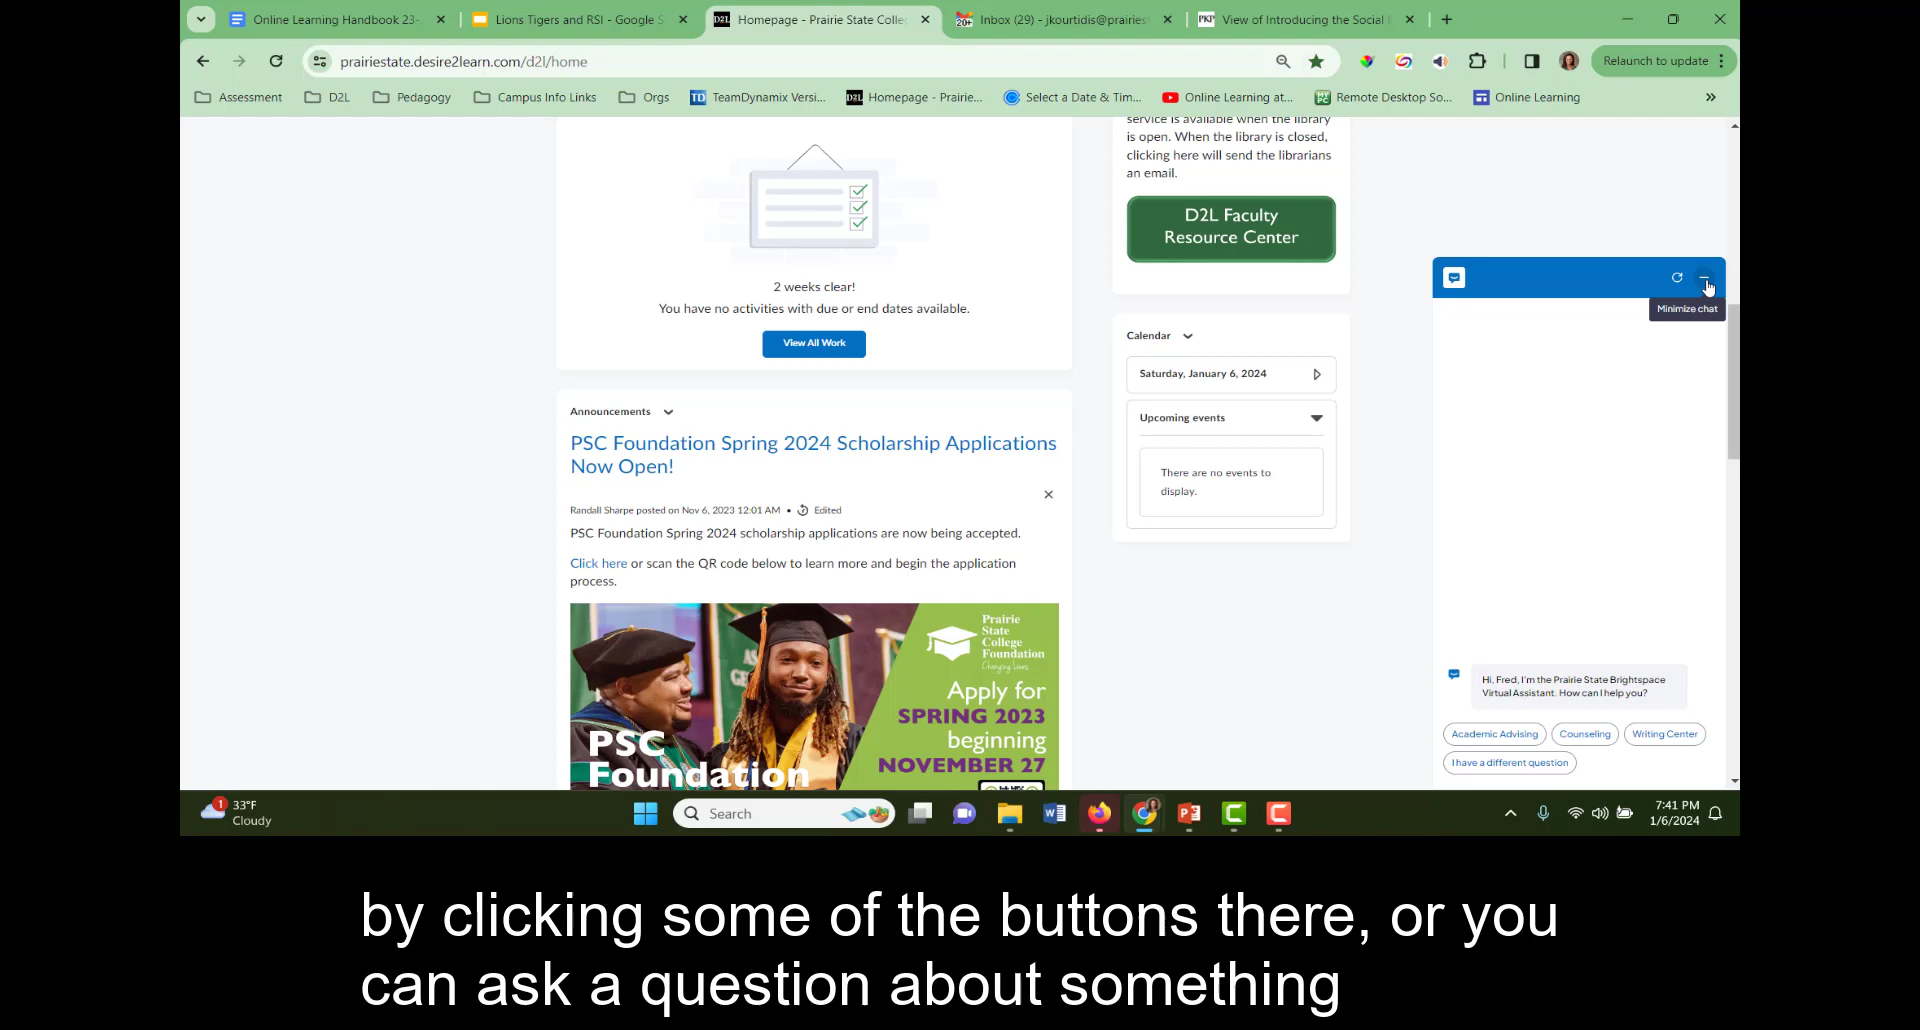 Online Learning Handbook 23-
Lions Tigers and RSI - Google S
D2L Homepage - Prairie State Colle
20+ Inbox (29) - jkourtidis@prairies
PKP View of Introducing the Social
prairiestate.desire2learn.com/d2l/home
Relaunch to update
Assessment
D2L
Pedagogy
Campus Info Links
Orgs
TD TeamDynamix Versi...
D2L Homepage - Prairie...
Select a Date & Tim...
Online Learning at...
Remote Desktop So...
Online Learning
»
service is available when the library
is open. When the library is closed,
clicking here will send the librarians
an email.
D2L Faculty
Resource Center
2 weeks clear!
You have no activities with due or end dates available.
View All Work
Minimize chat
Calendar
Saturday, January 6, 2024
Upcoming events
There are no events to
display.
Announcements
PSC Foundation Spring 2024 Scholarship Applications
Now Open!
Randall Sharpe posted on Nov 6, 2023 12:01 AM • Edited
PSC Foundation Spring 2024 scholarship applications are now being accepted.
Click here or scan the QR code below to learn more and begin the application
process.
Prairie
State
College
Foundation
Changing Lives
Apply for
SPRING 2023
beginning
NOVEMBER 27
PSC
Foundation
Hi, Fred, I'm the Prairie State Brightspace
Virtual Assistant. How can I help you?
Academic Advising
Counseling
Writing Center
I have a different question
1
33°F
Cloudy
Search
7:41 PM
1/6/2024
by clicking some of the buttons there, or you
can ask a question about something